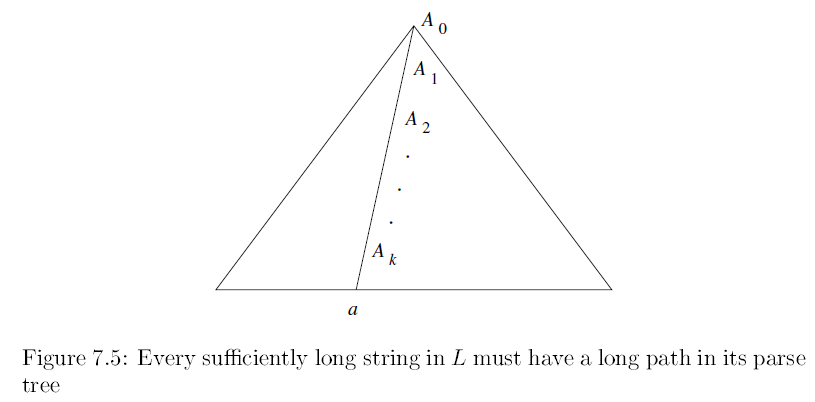 A 0
A 1
A 2
.
.
.
A k
a
Figure 7.5: Every sufficiently long string in L must have a long path in its parse
tree